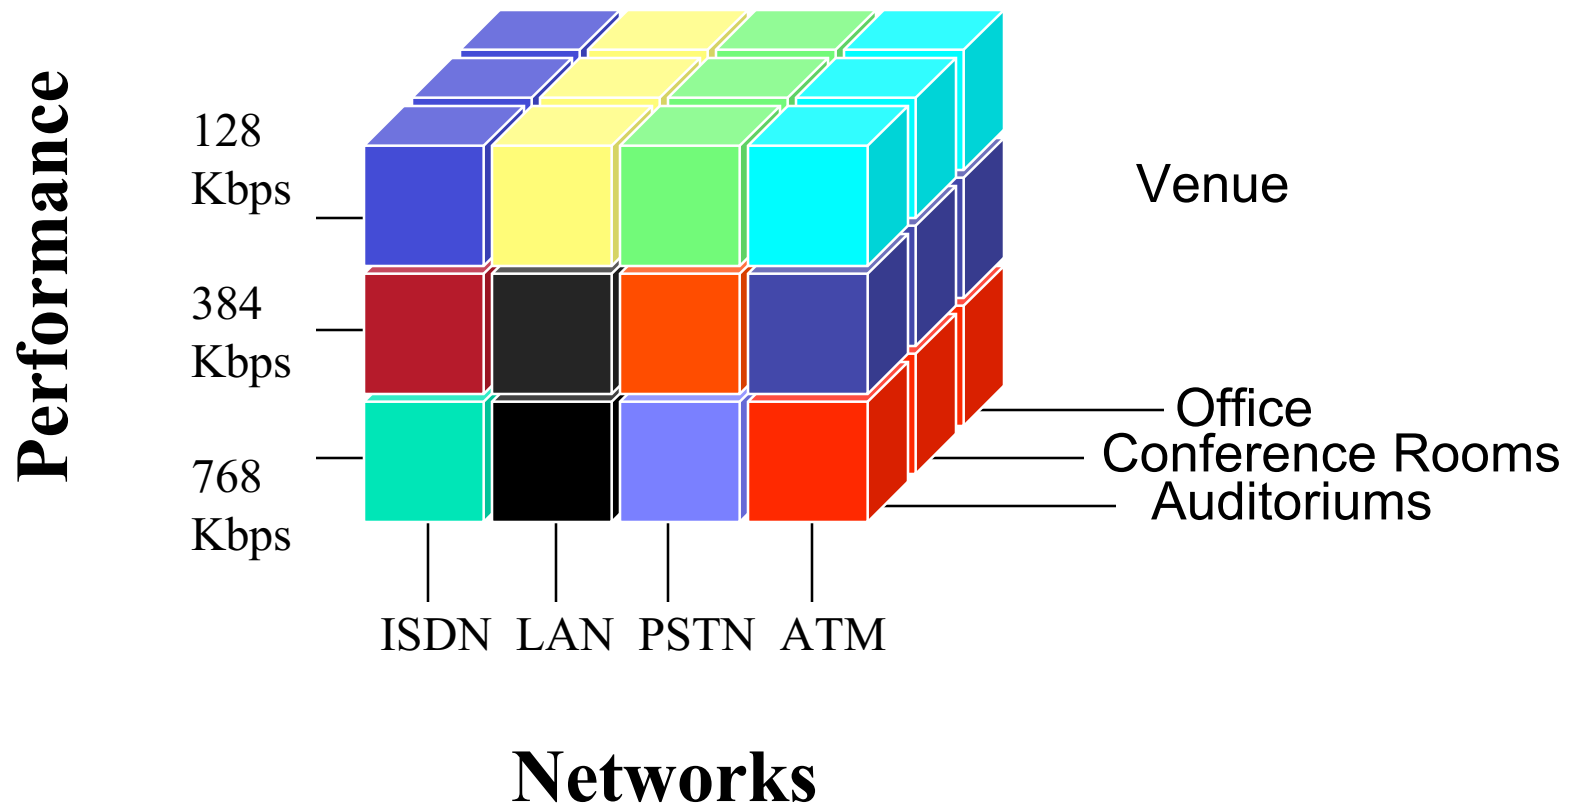 Performance
128
Kbps
384
Kbps
768
Kbps
Venue
Office
Conference Rooms
Auditoriums
ISDN LAN PSTN ATM
Networks